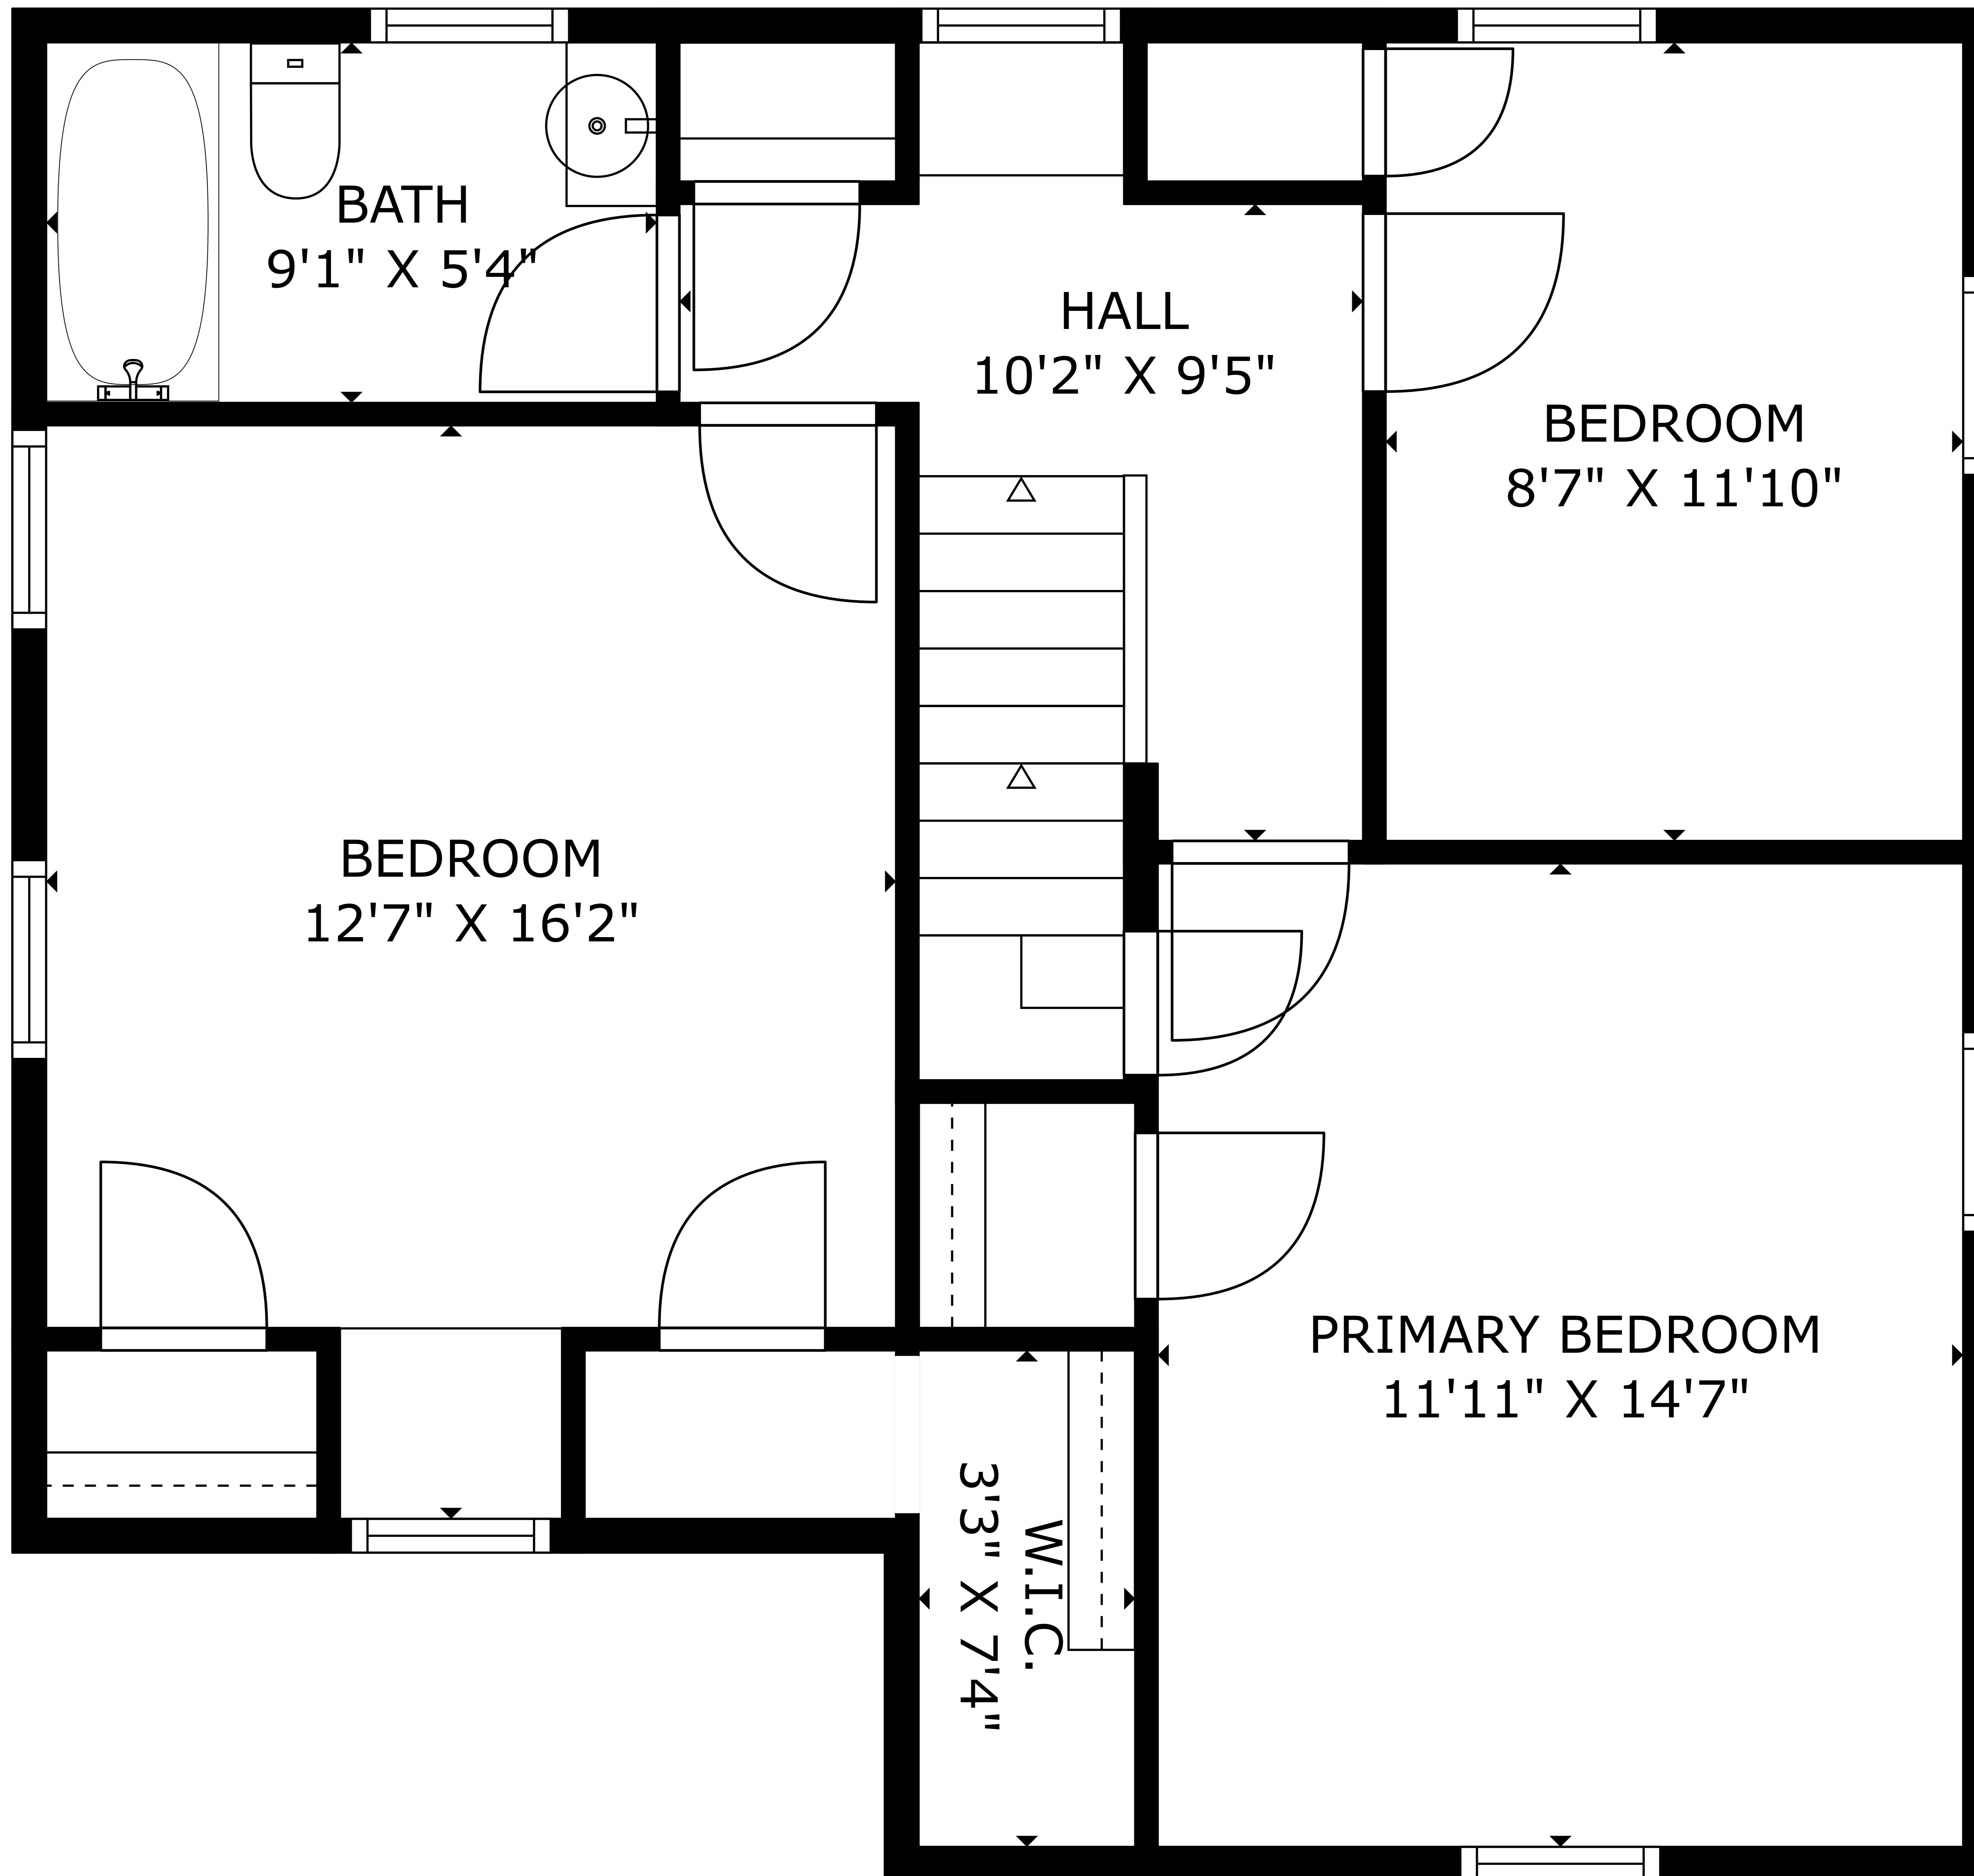 BATH
9'1" X 5'4"
HALL
10'2" X 9'5"
BEDROOM
8'7" X 11'10"
BEDROOM
12'7" X 16'2"
PRIMARY BEDROOM
11'11" X 14'7"
W.I.C.
3'3" X 7'4"